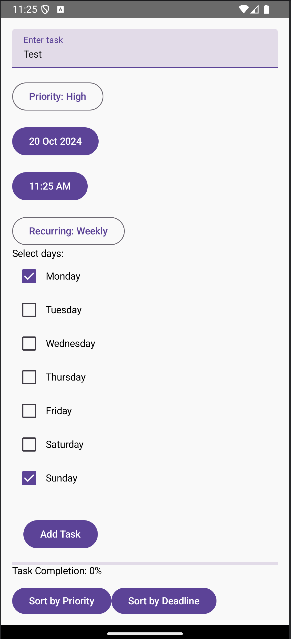 11:25
Enter task
Test
Priority: High
20 Oct 2024
11:25 AM
Recurring: Weekly
Select days:
Monday
Tuesday
Wednesday
Thursday
Friday
Saturday
Sunday
Add Task
Task Completion: 0%
Sort by Priority Sort by Deadline